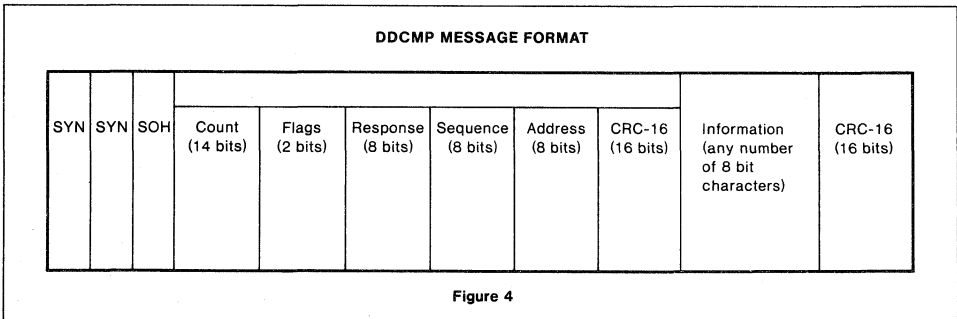 DDCMP MESSAGE FORMAT
SYN SYN SOH Count Flags Response Sequence Address CRC-16 Information CRC-16
(14 bits) (2 bits) (8 bits) (8 bits) (8 bits) (16 bits) (any number (16 bits)
of 8 bit
characters)
Figure 4